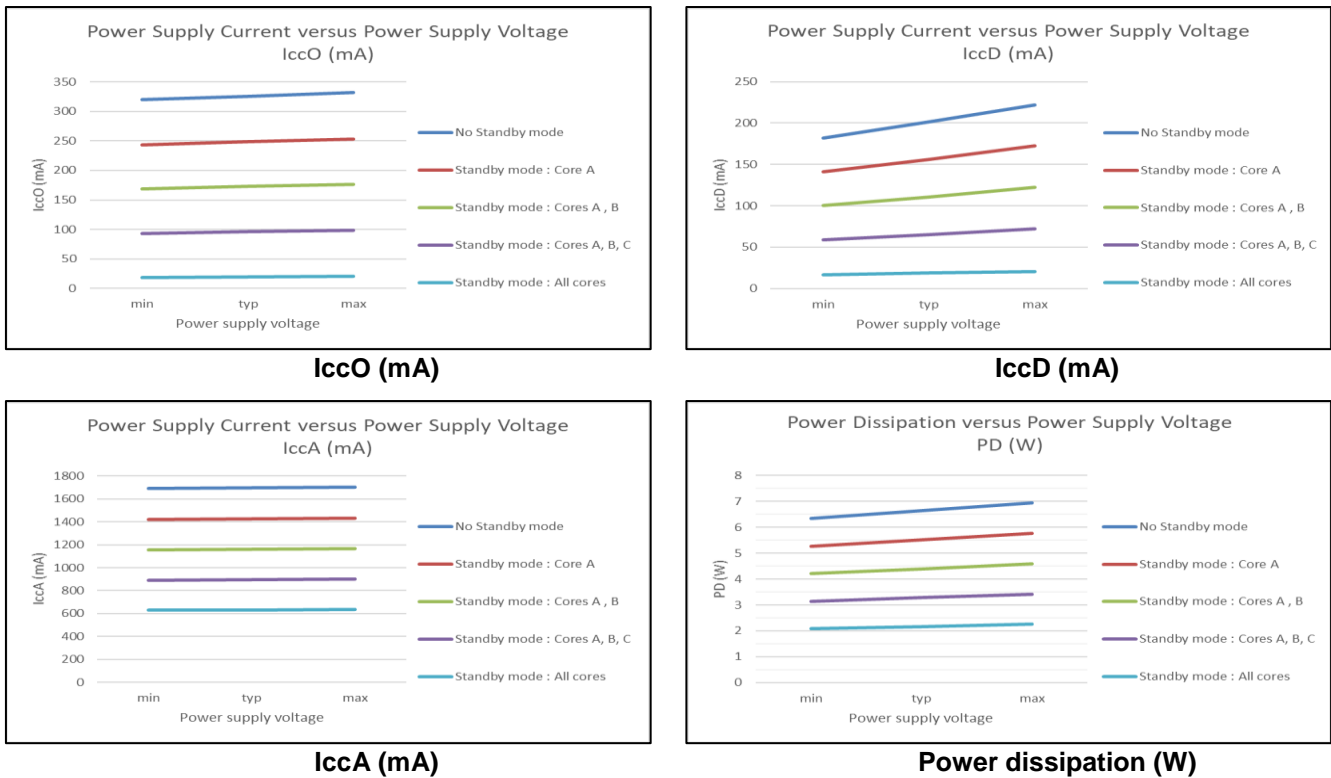 Power Supply Current versus Power Supply Voltage
IccO (mA)
350
300
250
200
150
100
50
0
IccO (mA)
min typ max
Power supply voltage
No Standby mode
Standby mode : Core A
Standby mode : Cores A , B
Standby mode : Cores A, B, C
Standby mode : All cores
IccO (mA)
Power Supply Current versus Power Supply Voltage
IccD (mA)
250
200
150
100
50
0
IccD (mA)
min typ max
Power supply voltage
No Standby mode
Standby mode : Core A
Standby mode : Cores A , B
Standby mode : Cores A, B, C
Standby mode : All cores
IccD (mA)
Power Supply Current versus Power Supply Voltage
IccA (mA)
1800
1600
1400
1200
1000
800
600
400
200
0
IccA (mA)
min typ max
Power supply voltage
No Standby mode
Standby mode : Core A
Standby mode : Cores A , B
Standby mode : Cores A, B, C
Standby mode : All cores
IccA (mA)
Power Dissipation versus Power Supply Voltage
PD (W)
8
7
6
5
4
3
2
1
0
PD (W)
min typ max
Power supply voltage
No Standby mode
Standby mode : Core A
Standby mode : Cores A , B
Standby mode : Cores A, B, C
Standby mode : All cores
Power dissipation (W)